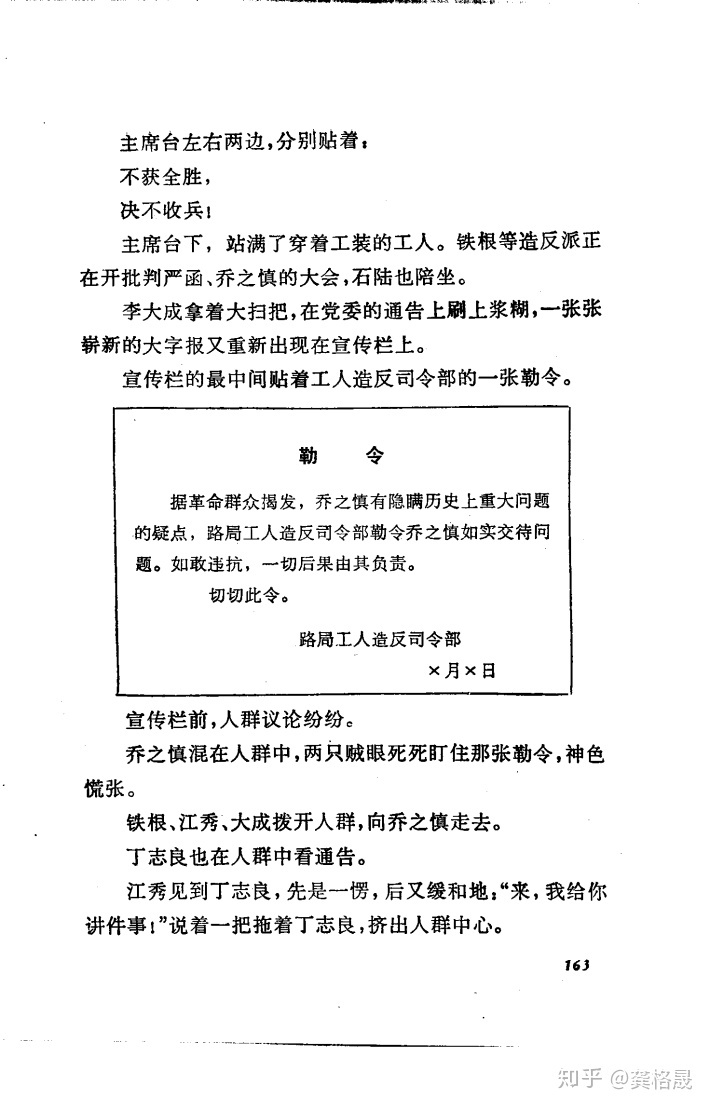 主席台左右两边,分别贴着:
不获全胜,
决不收兵!
主席台下，站满了穿着工装的工人。铁根等造反派正
在开批判严函、乔之慎的大会,石陆也陪坐。
李大成拿着大扫把,在党委的通告上刷上浆糊,一张张
崭新的大字报又重新出现在宣传栏上。
宣传栏的最中间贴着工人造反司令部的一张勒令。
勒　令
据革命群众揭发，乔之慎有隐瞒历史上重大问题
的疑点，路局工人造反司令部勒令乔之慎如实交待问
题。如敢违抗，一切后果由其负责。
切切此令。
路局工人造反司令部
×月×日
宣传栏前,人群议论纷纷。
乔之慎混在人群中,两只贼眼死死盯住那张勒令,神色
慌张。
铁根、江秀、大成拨开人群,向乔之慎走去。
丁志良也在人群中看通告。
江秀见到丁志良，先是一愣，后又缓和地:“来，我给你
讲件事!”说着一把拖着丁志良,挤出人群中心。
163
知乎 @龚格晟